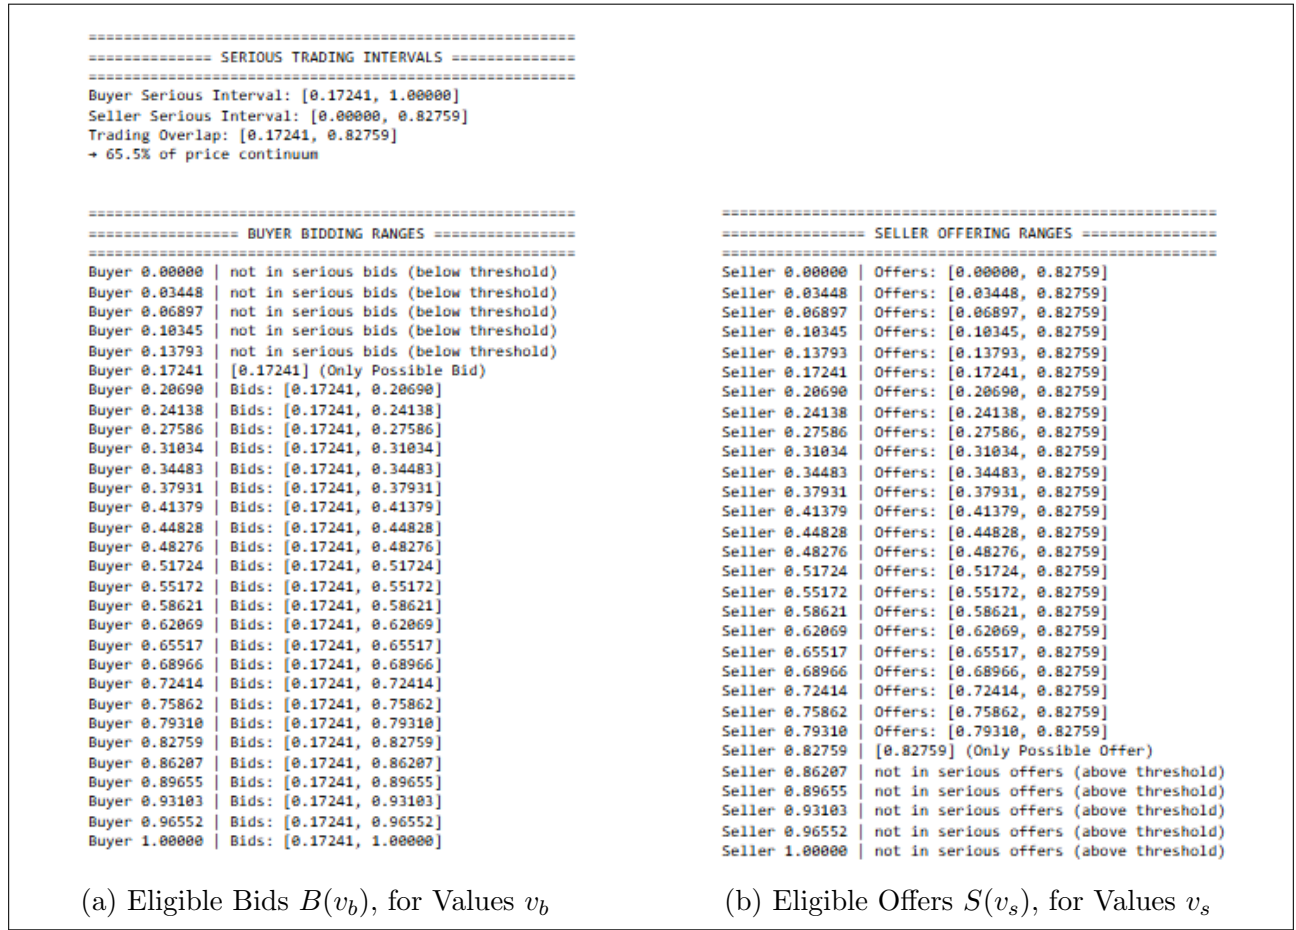 =======================================================
============== SERIOUS TRADING INTERVALS ==============
=======================================================
Buyer Serious Interval: [0.17241, 1.00000]
Seller Serious Interval: [0.00000, 0.82759]
Trading Overlap: [0.17241, 0.82759]
→ 65.5% of price continuum
=======================================================
================= BUYER BIDDING RANGES ================
=======================================================
Buyer 0.00000 | not in serious bids (below threshold)
Buyer 0.03448 | not in serious bids (below threshold)
Buyer 0.06897 | not in serious bids (below threshold)
Buyer 0.10345 | not in serious bids (below threshold)
Buyer 0.13793 | not in serious bids (below threshold)
Buyer 0.17241 | [0.17241] (Only Possible Bid)
Buyer 0.20690 | Bids: [0.17241, 0.20690]
Buyer 0.24138 | Bids: [0.17241, 0.24138]
Buyer 0.27586 | Bids: [0.17241, 0.27586]
Buyer 0.31034 | Bids: [0.17241, 0.31034]
Buyer 0.34483 | Bids: [0.17241, 0.34483]
Buyer 0.37931 | Bids: [0.17241, 0.37931]
Buyer 0.41379 | Bids: [0.17241, 0.41379]
Buyer 0.44828 | Bids: [0.17241, 0.44828]
Buyer 0.48276 | Bids: [0.17241, 0.48276]
Buyer 0.51724 | Bids: [0.17241, 0.51724]
Buyer 0.55172 | Bids: [0.17241, 0.55172]
Buyer 0.58621 | Bids: [0.17241, 0.58621]
Buyer 0.62069 | Bids: [0.17241, 0.62069]
Buyer 0.65517 | Bids: [0.17241, 0.65517]
Buyer 0.68966 | Bids: [0.17241, 0.68966]
Buyer 0.72414 | Bids: [0.17241, 0.72414]
Buyer 0.75862 | Bids: [0.17241, 0.75862]
Buyer 0.79310 | Bids: [0.17241, 0.79310]
Buyer 0.82759 | Bids: [0.17241, 0.82759]
Buyer 0.86207 | Bids: [0.17241, 0.86207]
Buyer 0.89655 | Bids: [0.17241, 0.89655]
Buyer 0.93103 | Bids: [0.17241, 0.93103]
Buyer 0.96552 | Bids: [0.17241, 0.96552]
Buyer 1.00000 | Bids: [0.17241, 1.00000]
(a) Eligible Bids B(v_b), for Values v_b
=======================================================
================ SELLER OFFERING RANGES ===============
=======================================================
Seller 0.00000 | Offers: [0.00000, 0.82759]
Seller 0.03448 | Offers: [0.03448, 0.82759]
Seller 0.06897 | Offers: [0.06897, 0.82759]
Seller 0.10345 | Offers: [0.10345, 0.82759]
Seller 0.13793 | Offers: [0.13793, 0.82759]
Seller 0.17241 | Offers: [0.17241, 0.82759]
Seller 0.20690 | Offers: [0.20690, 0.82759]
Seller 0.24138 | Offers: [0.24138, 0.82759]
Seller 0.27586 | Offers: [0.27586, 0.82759]
Seller 0.31034 | Offers: [0.31034, 0.82759]
Seller 0.34483 | Offers: [0.34483, 0.82759]
Seller 0.37931 | Offers: [0.37931, 0.82759]
Seller 0.41379 | Offers: [0.41379, 0.82759]
Seller 0.44828 | Offers: [0.44828, 0.82759]
Seller 0.48276 | Offers: [0.48276, 0.82759]
Seller 0.51724 | Offers: [0.51724, 0.82759]
Seller 0.55172 | Offers: [0.55172, 0.82759]
Seller 0.58621 | Offers: [0.58621, 0.82759]
Seller 0.62069 | Offers: [0.62069, 0.82759]
Seller 0.65517 | Offers: [0.65517, 0.82759]
Seller 0.68966 | Offers: [0.68966, 0.82759]
Seller 0.72414 | Offers: [0.72414, 0.82759]
Seller 0.75862 | Offers: [0.75862, 0.82759]
Seller 0.79310 | Offers: [0.79310, 0.82759]
Seller 0.82759 | [0.82759] (Only Possible Offer)
Seller 0.86207 | not in serious offers (above threshold)
Seller 0.89655 | not in serious offers (above threshold)
Seller 0.93103 | not in serious offers (above threshold)
Seller 0.96552 | not in serious offers (above threshold)
Seller 1.00000 | not in serious offers (above threshold)
(b) Eligible Offers S(v_s), for Values v_s